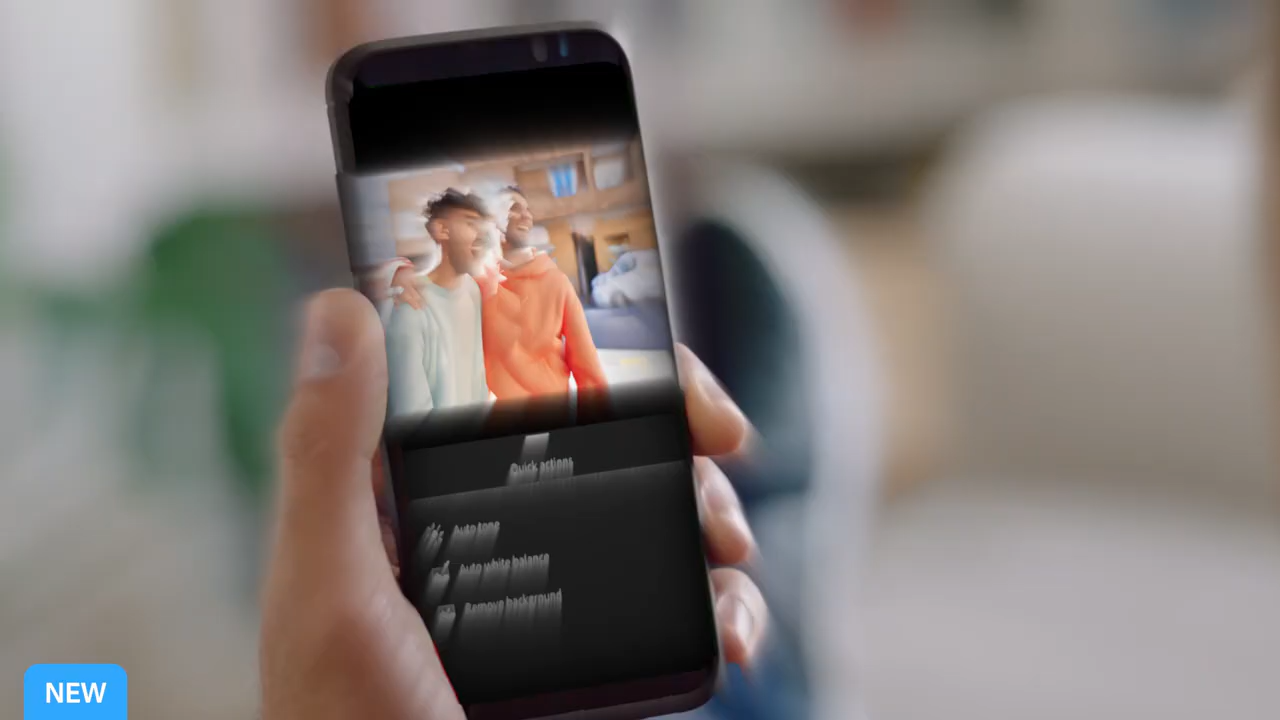 Quick actions
Auto tone
Auto white balance
Remove background
NEW